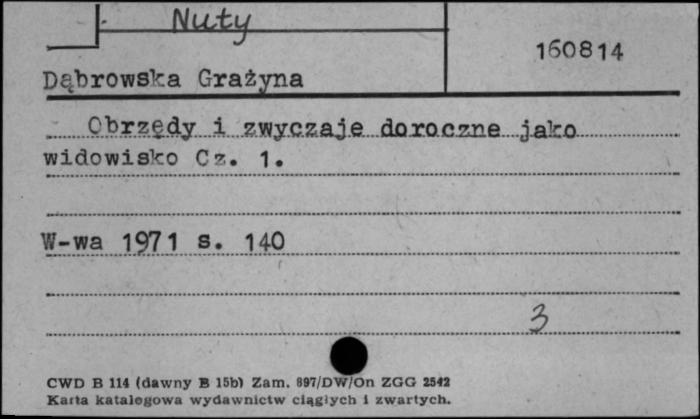 Nuty
160814
Dąbrowska Grażyna
Obrzędy i zwyczaje doroczne jako
widowisko Cz. 1.
W-wa 1971 s. 140
3
CWD B 114 (dawny B 15b) Zam. 897/DW/On ZGG 2542
Karta katalogowa wydawnictw ciągłych i zwartych.